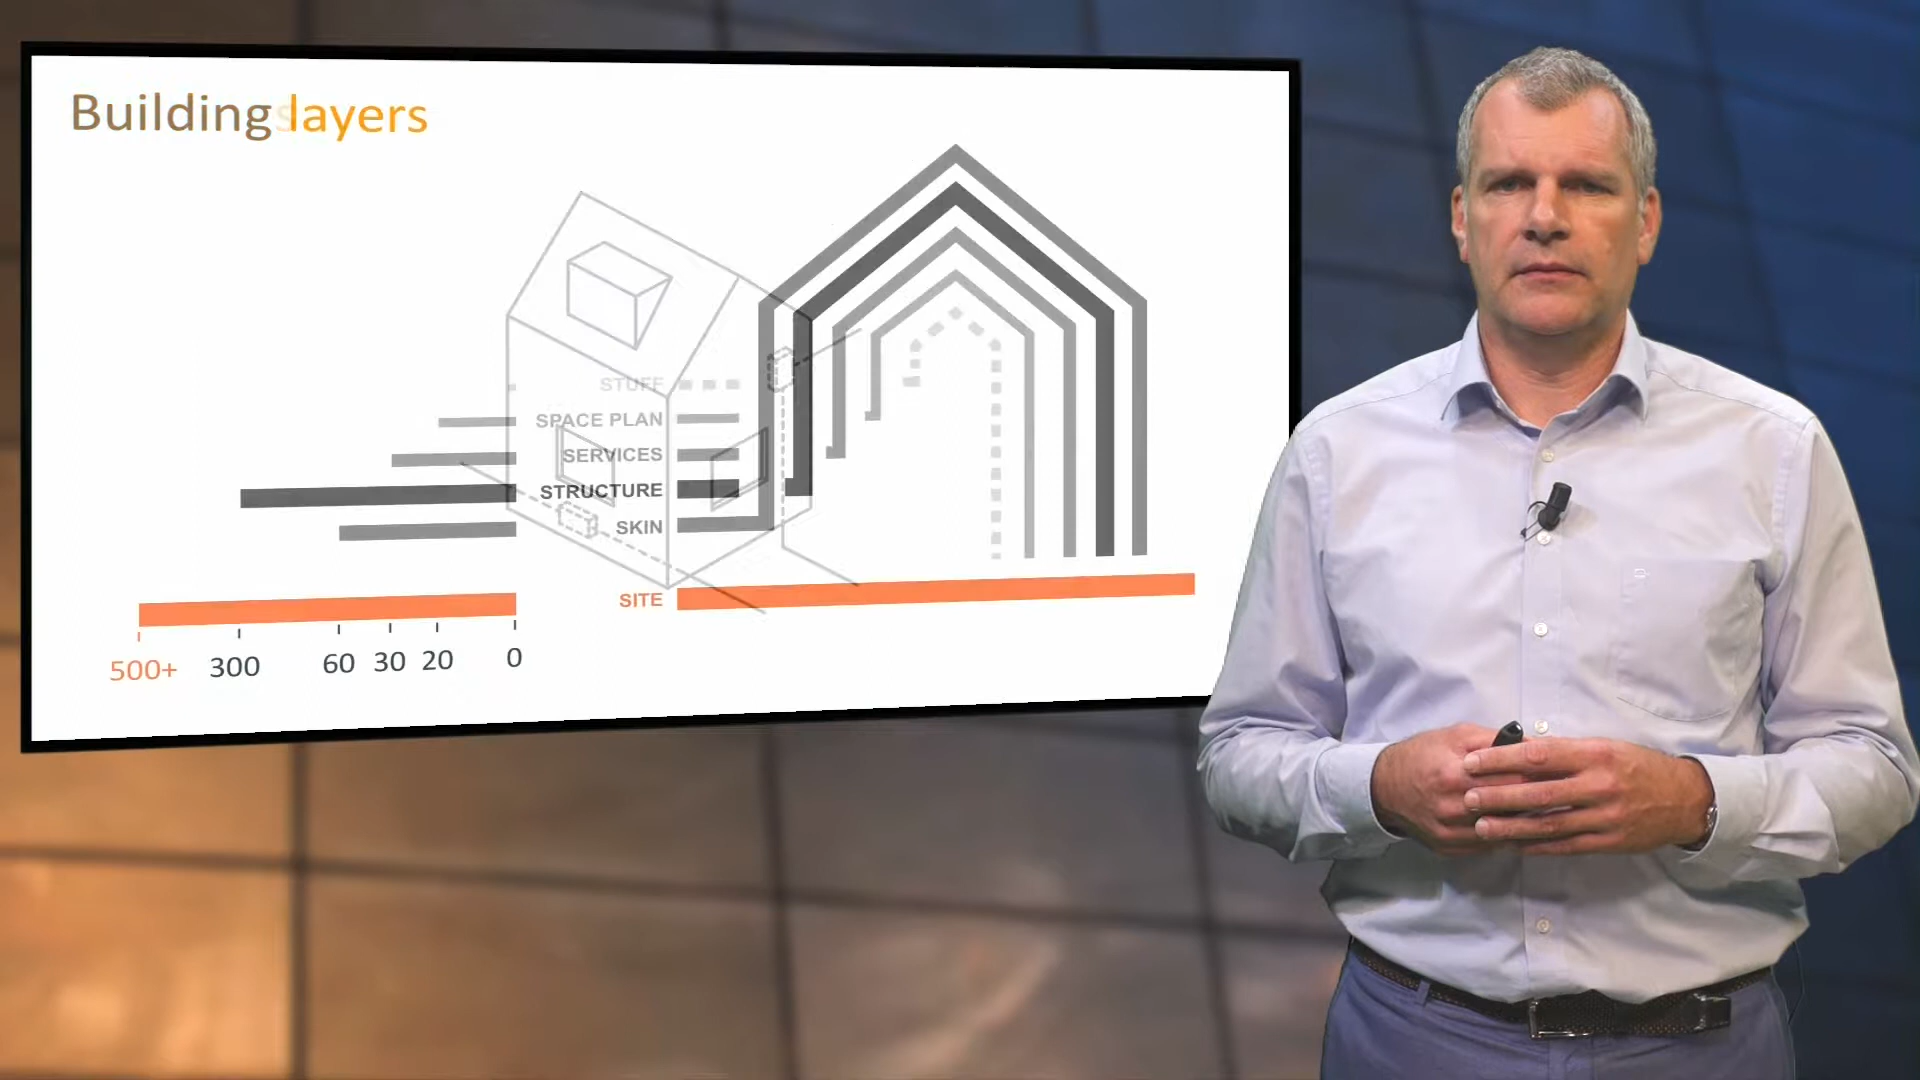 Building layers
STUFF
SPACE PLAN
SERVICES
STRUCTURE
SKIN
SITE
500+ 300 60 30 20 0